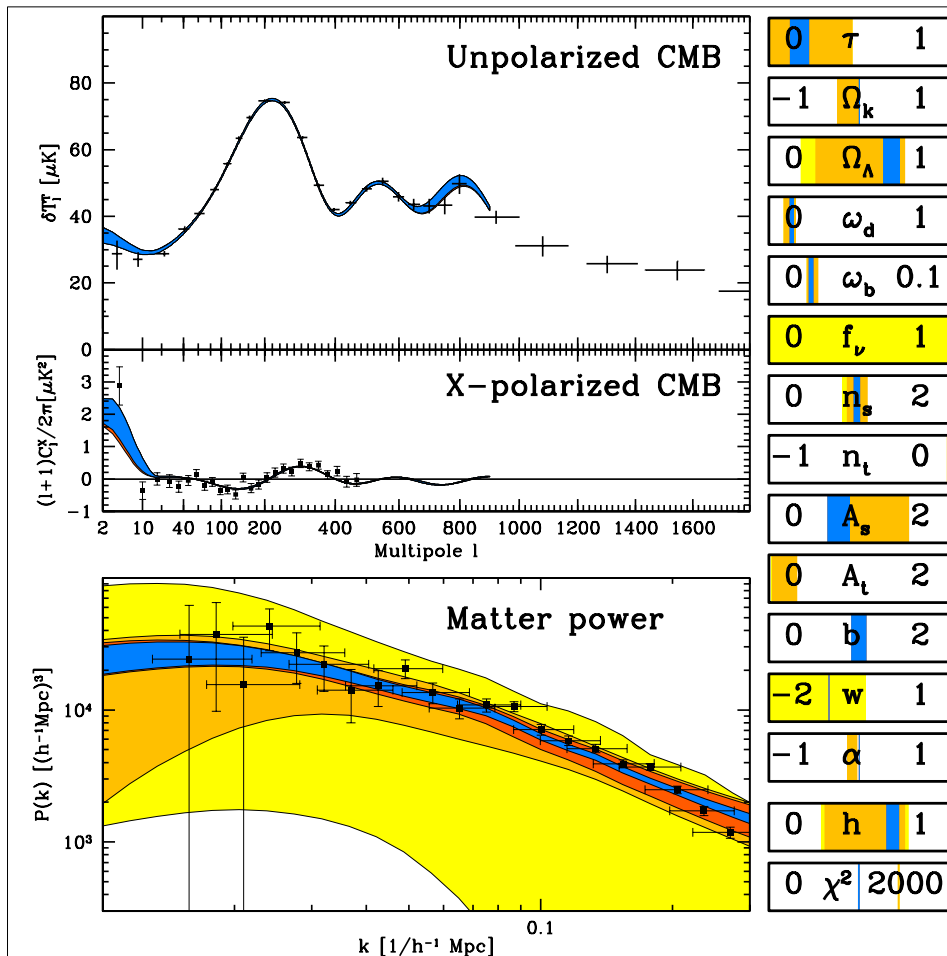 Unpolarized CMB
δTₗ [μK]
100
80
60
40
20
0
X-polarized CMB
(l+1)Cₗˣ/2π[μK²]
3
2
1
0
-1
2 10 40 100 200 400 600 800 1000 1200 1400 1600
Multipole l
Matter power
P(k) [(h⁻¹Mpc)³]
10⁴
10³
0.1
k [1/h⁻¹ Mpc]
0 τ 1
-1 Ωₖ 1
0 Ω_Λ 1
0 ω_d 1
0 ω_b 0.1
0 f_ν 1
0 n_s 2
-1 n_t 0
0 A_s 2
0 A_t 2
0 b 2
-2 w 1
-1 α 1
0 h 1
0 χ² 2000